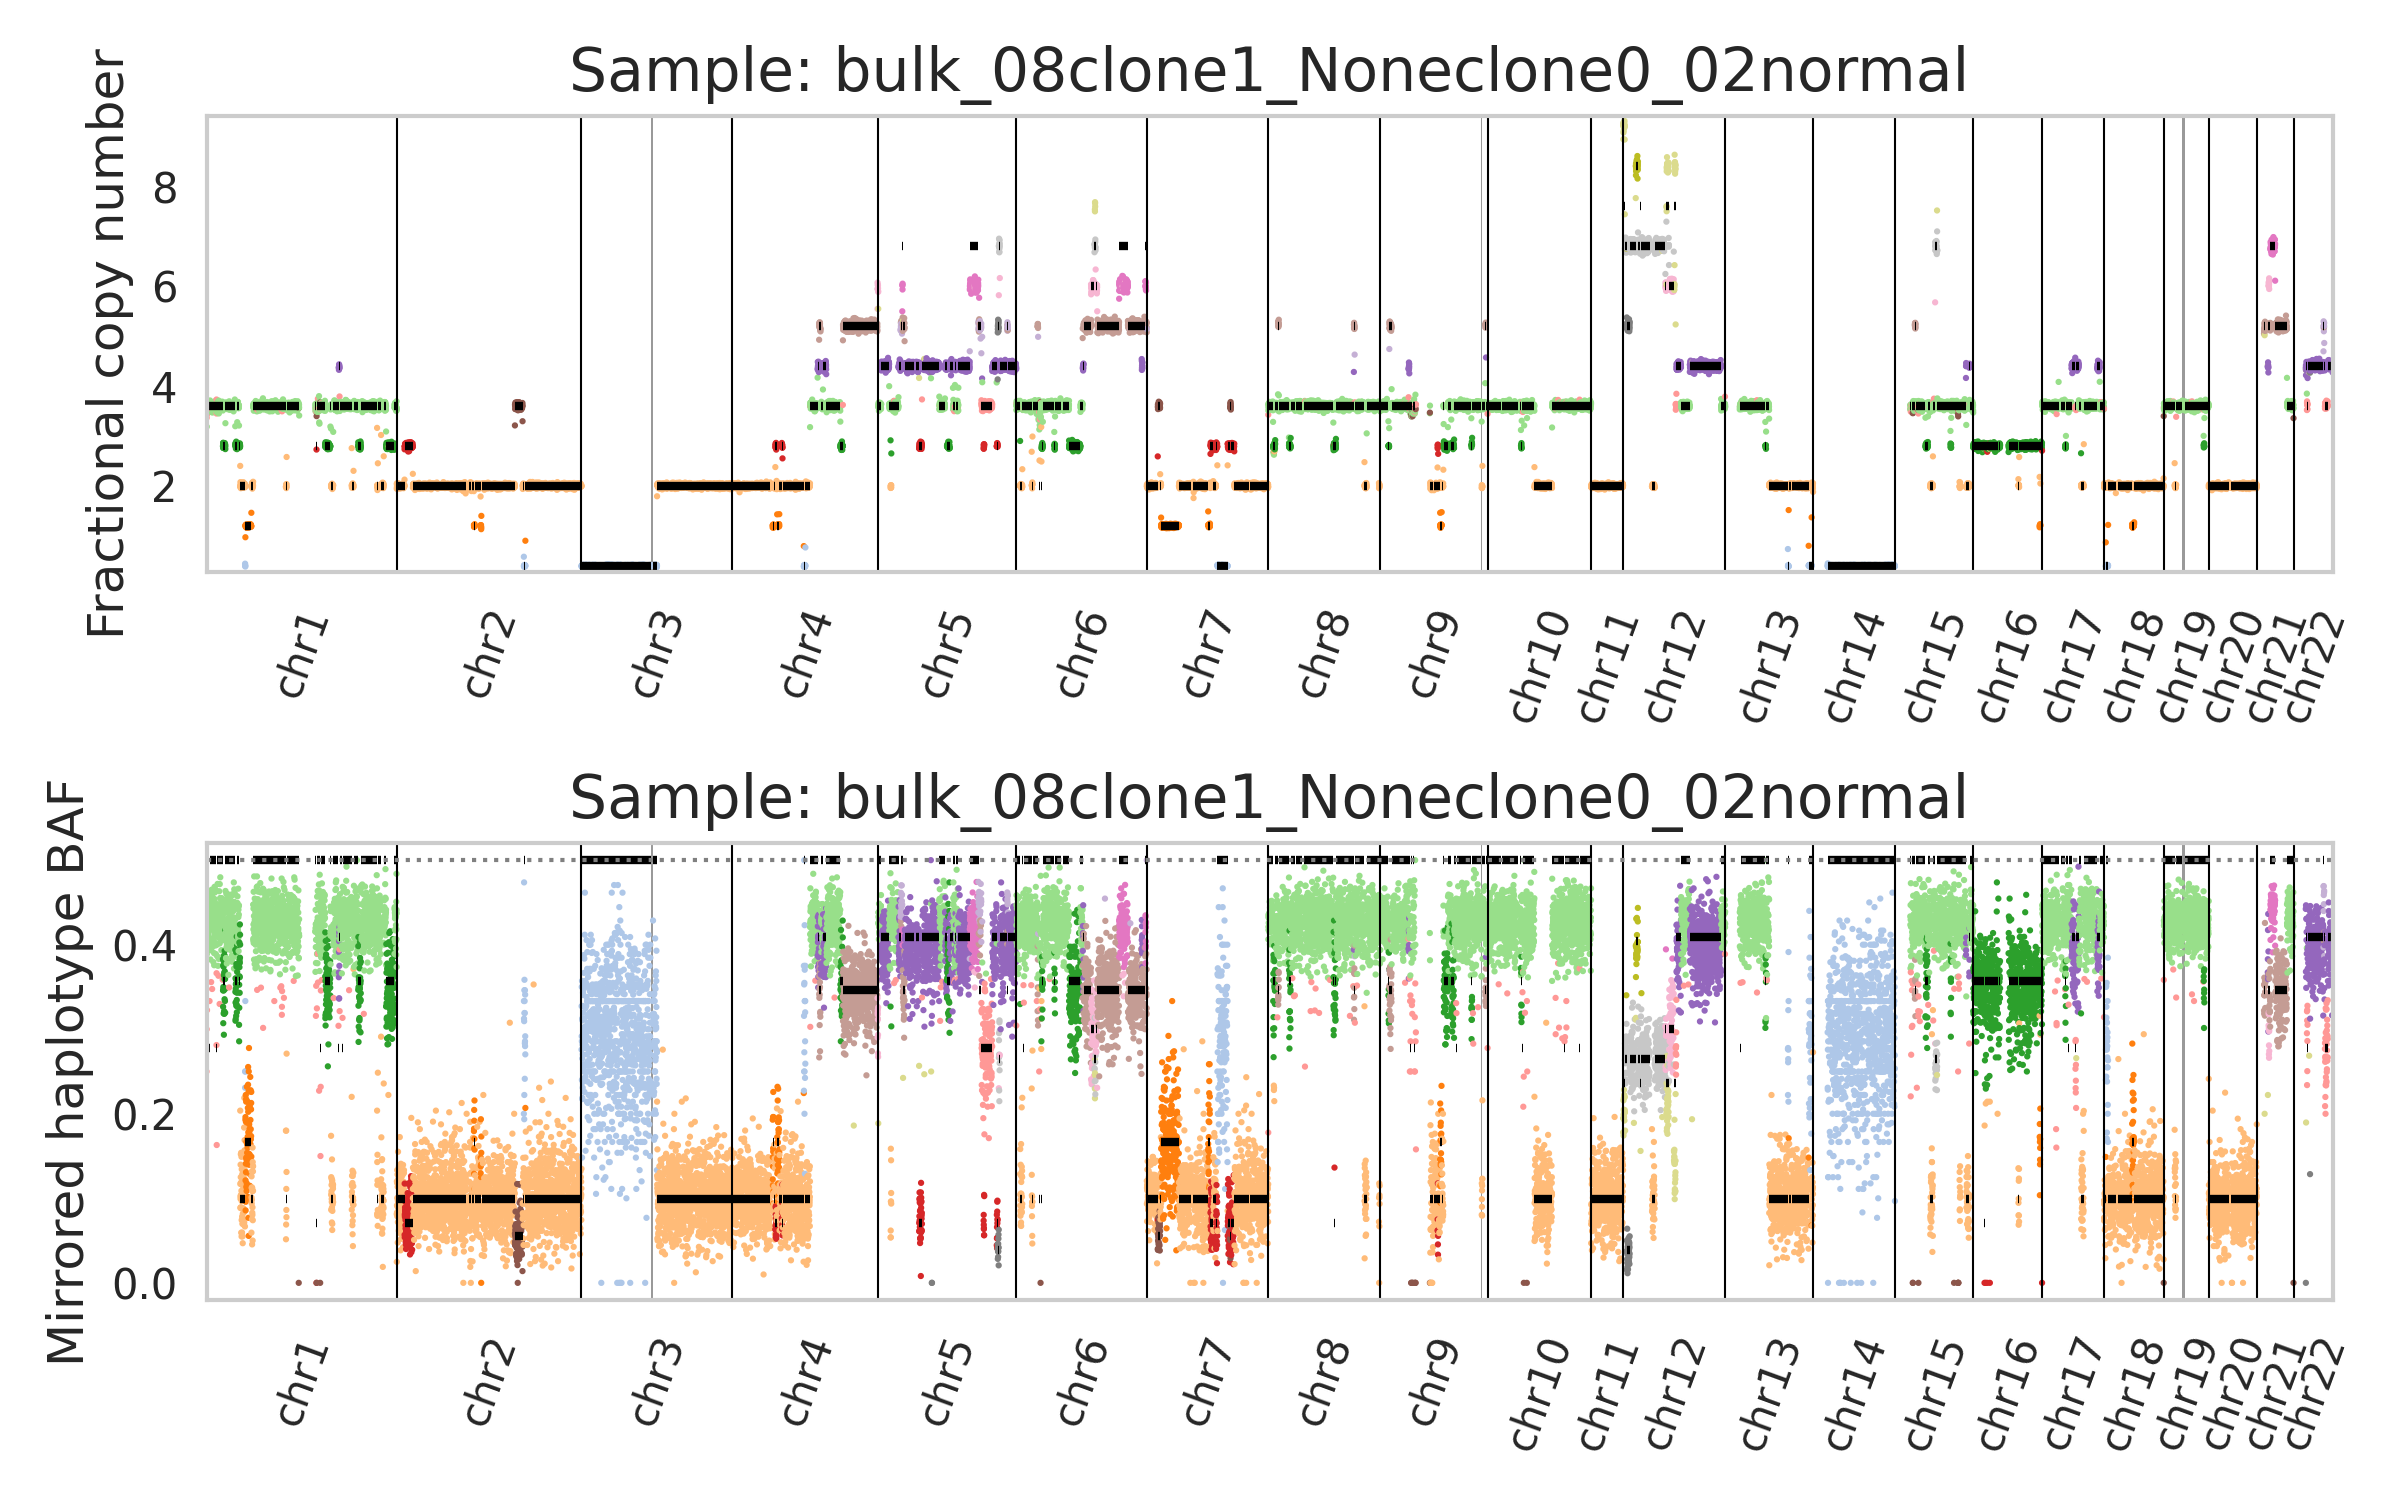 Sample: bulk_08clone1_Noneclone0_02normal
Fractional copy number
8
6
4
2
chr1 chr2 chr3 chr4 chr5 chr6 chr7 chr8 chr9 chr10 chr11 chr12 chr13 chr14 chr15 chr16 chr17 chr18 chr19 chr20 chr21 chr22
Sample: bulk_08clone1_Noneclone0_02normal
Mirrored haplotype BAF
0.4
0.2
0.0
chr1 chr2 chr3 chr4 chr5 chr6 chr7 chr8 chr9 chr10 chr11 chr12 chr13 chr14 chr15 chr16 chr17 chr18 chr19 chr20 chr21 chr22